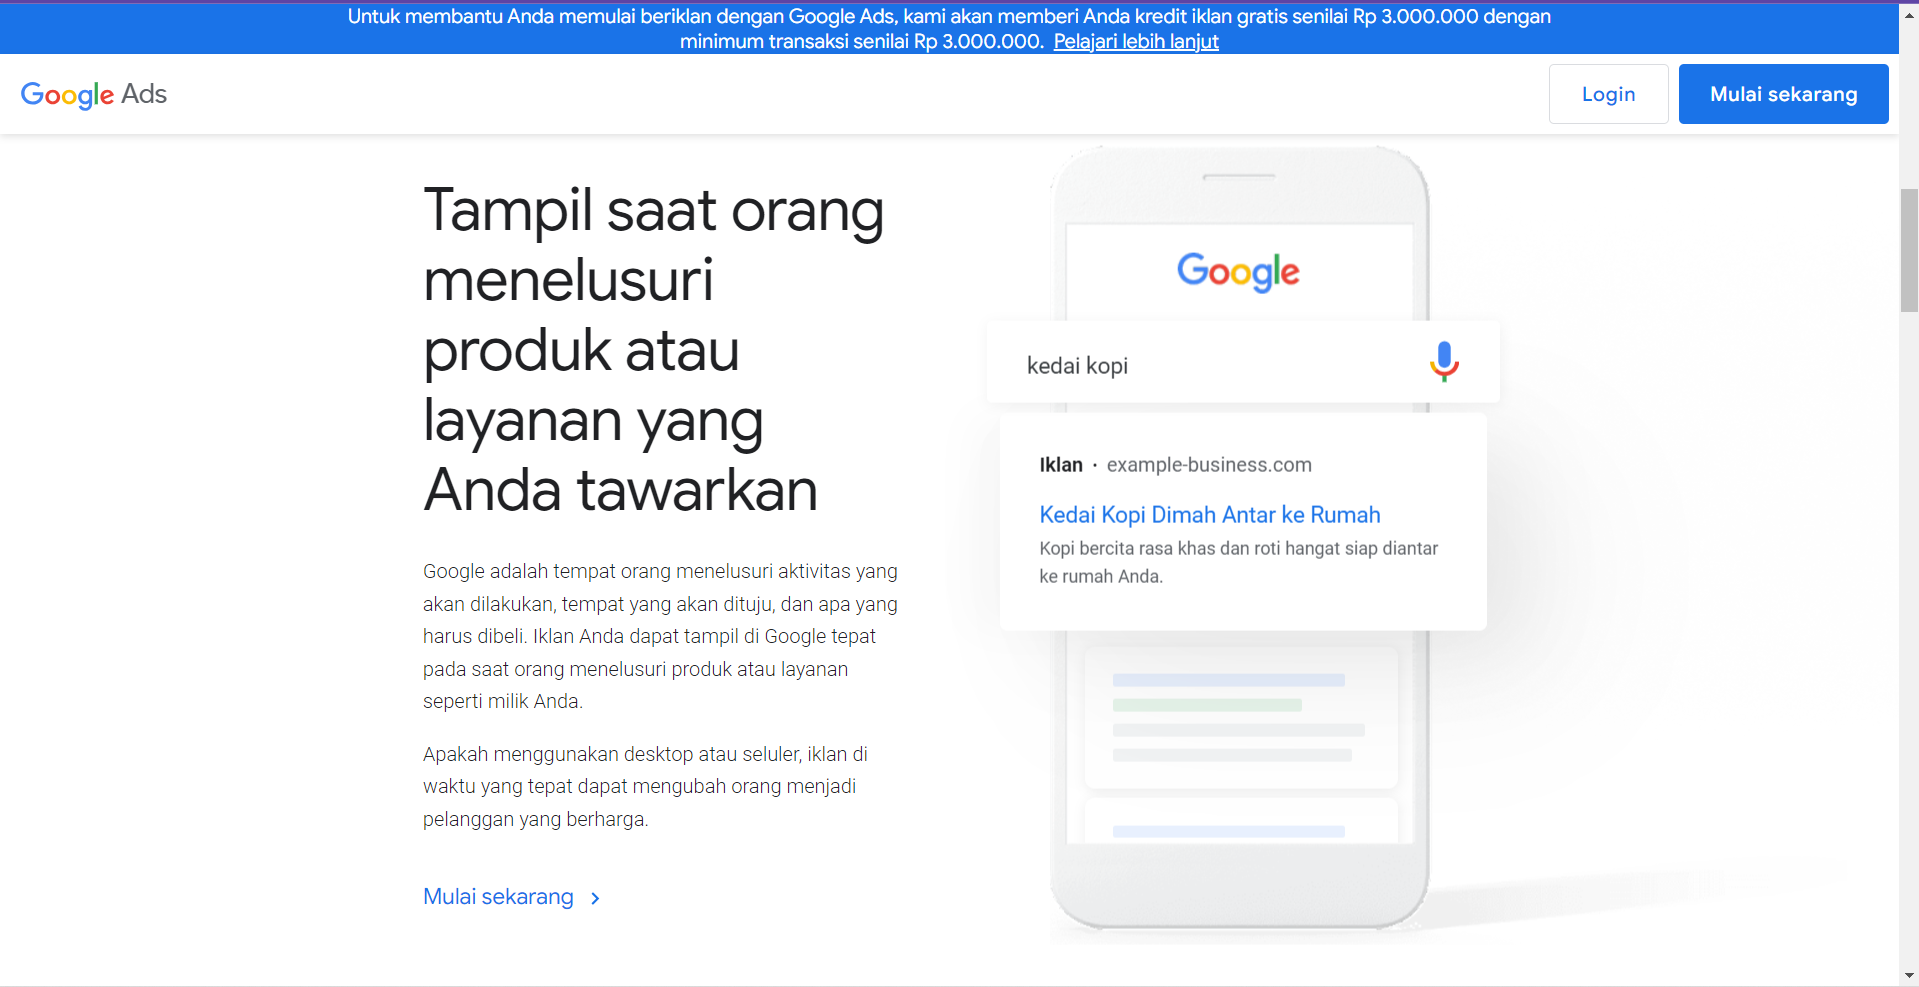 Untuk membantu Anda memulai beriklan dengan Google Ads, kami akan memberi Anda kredit iklan gratis senilai Rp 3.000.000 dengan
minimum transaksi senilai Rp 3.000.000. Pelajari lebih lanjut
Google Ads
Login
Mulai sekarang
Tampil saat orang
menelusuri
produk atau
layanan yang
Anda tawarkan
Google adalah tempat orang menelusuri aktivitas yang
akan dilakukan, tempat yang akan dituju, dan apa yang
harus dibeli. Iklan Anda dapat tampil di Google tepat
pada saat orang menelusuri produk atau layanan
seperti milik Anda.
Apakah menggunakan desktop atau seluler, iklan di
waktu yang tepat dapat mengubah orang menjadi
pelanggan yang berharga.
Mulai sekarang
Google
kedai kopi
Iklan · example-business.com
Kedai Kopi Dimah Antar ke Rumah
Kopi bercita rasa khas dan roti hangat siap diantar
ke rumah Anda.